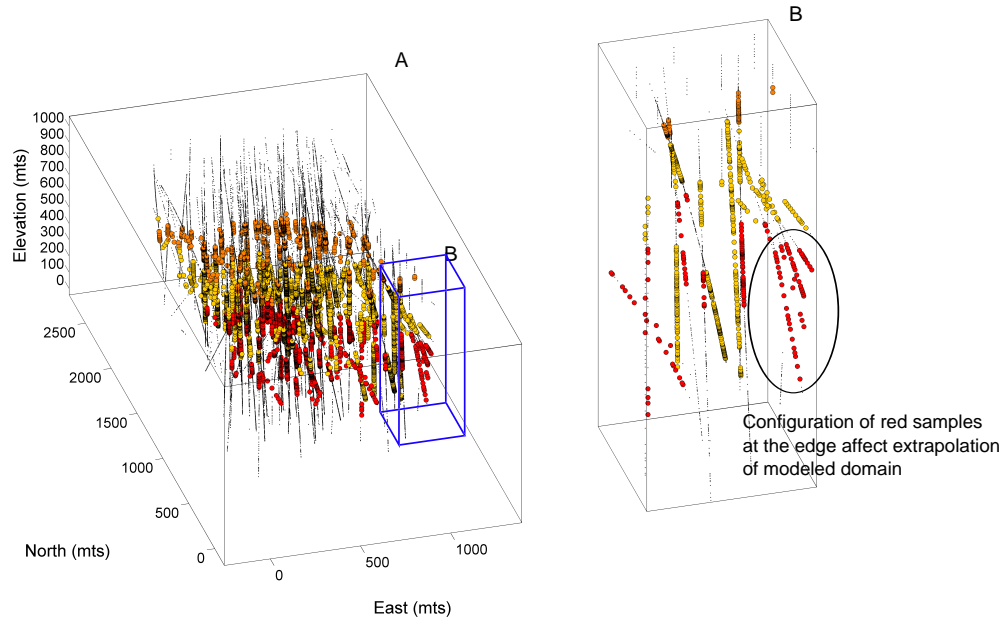 A
B
1000
900
800
700
600
500
400
300
200
100
0
Elevation (mts)
B
2500
2000
1500
1000
500
0
North (mts)
0
500
1000
East (mts)
Configuration of red samples
at the edge affect extrapolation
of modeled domain